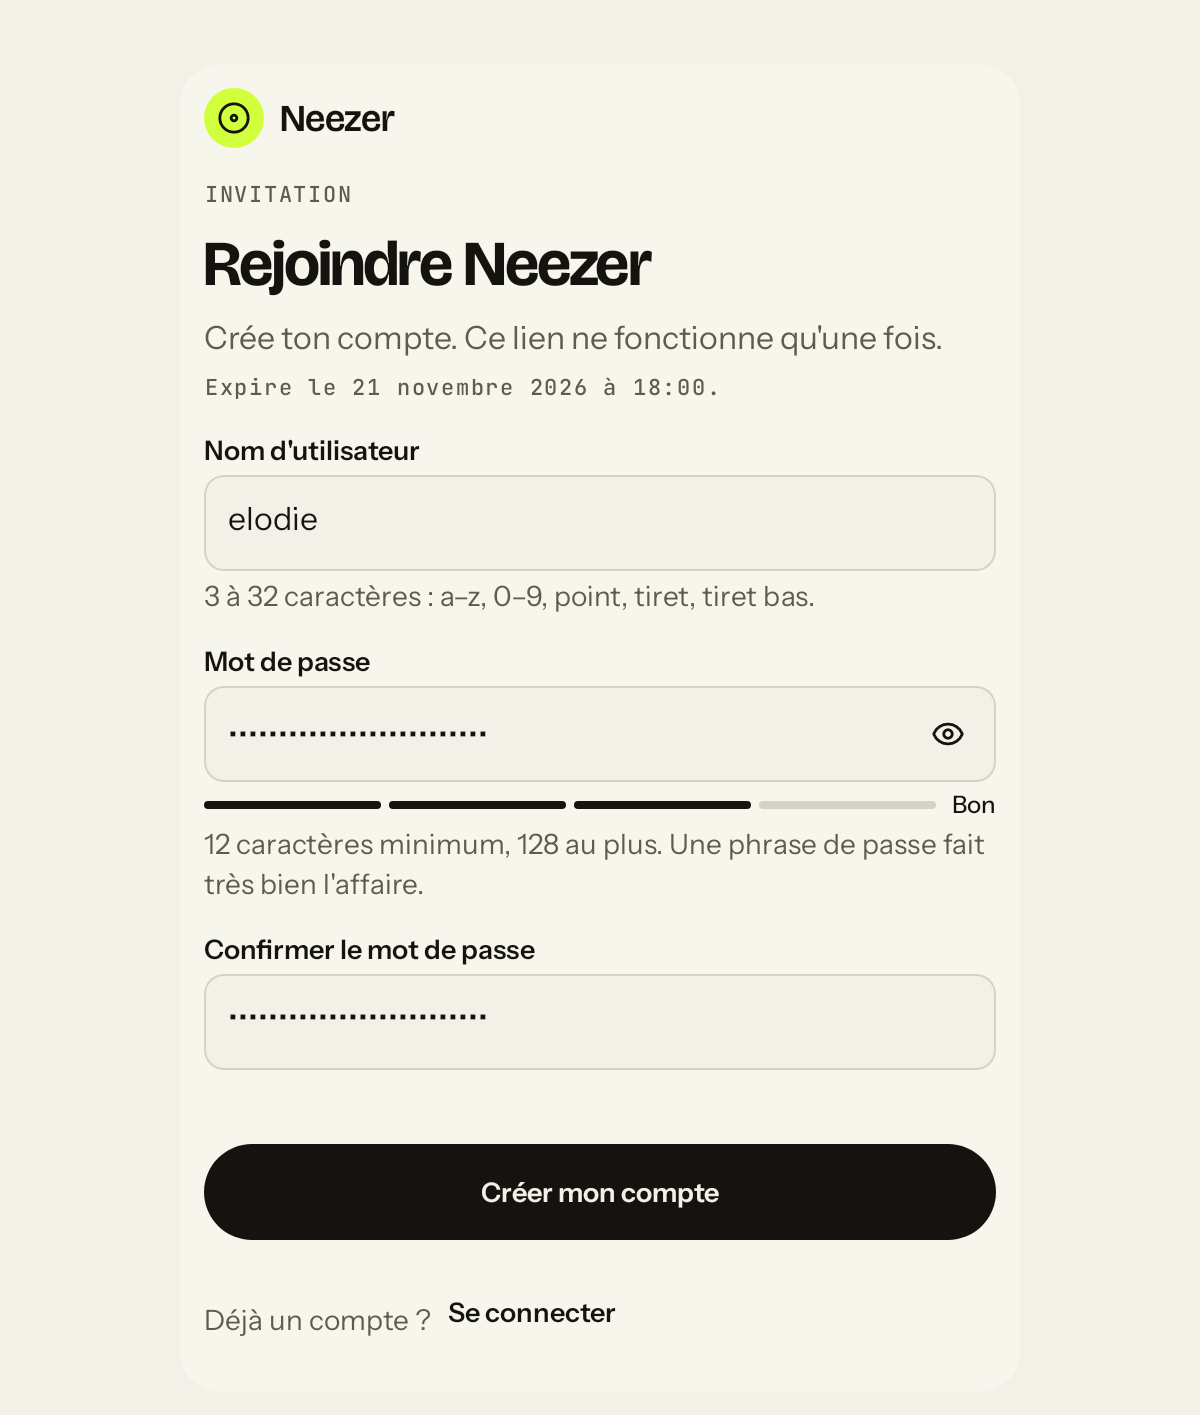 Neezer
INVITATION
Rejoindre Neezer
Crée ton compte. Ce lien ne fonctionne qu'une fois.
Expire le 21 novembre 2026 à 18:00.
Nom d'utilisateur
elodie
3 à 32 caractères : a–z, 0–9, point, tiret, tiret bas.
Mot de passe
••••••••••••••••••••••••••
Bon
12 caractères minimum, 128 au plus. Une phrase de passe fait
très bien l'affaire.
Confirmer le mot de passe
••••••••••••••••••••••••••
Créer mon compte
Déjà un compte ? Se connecter